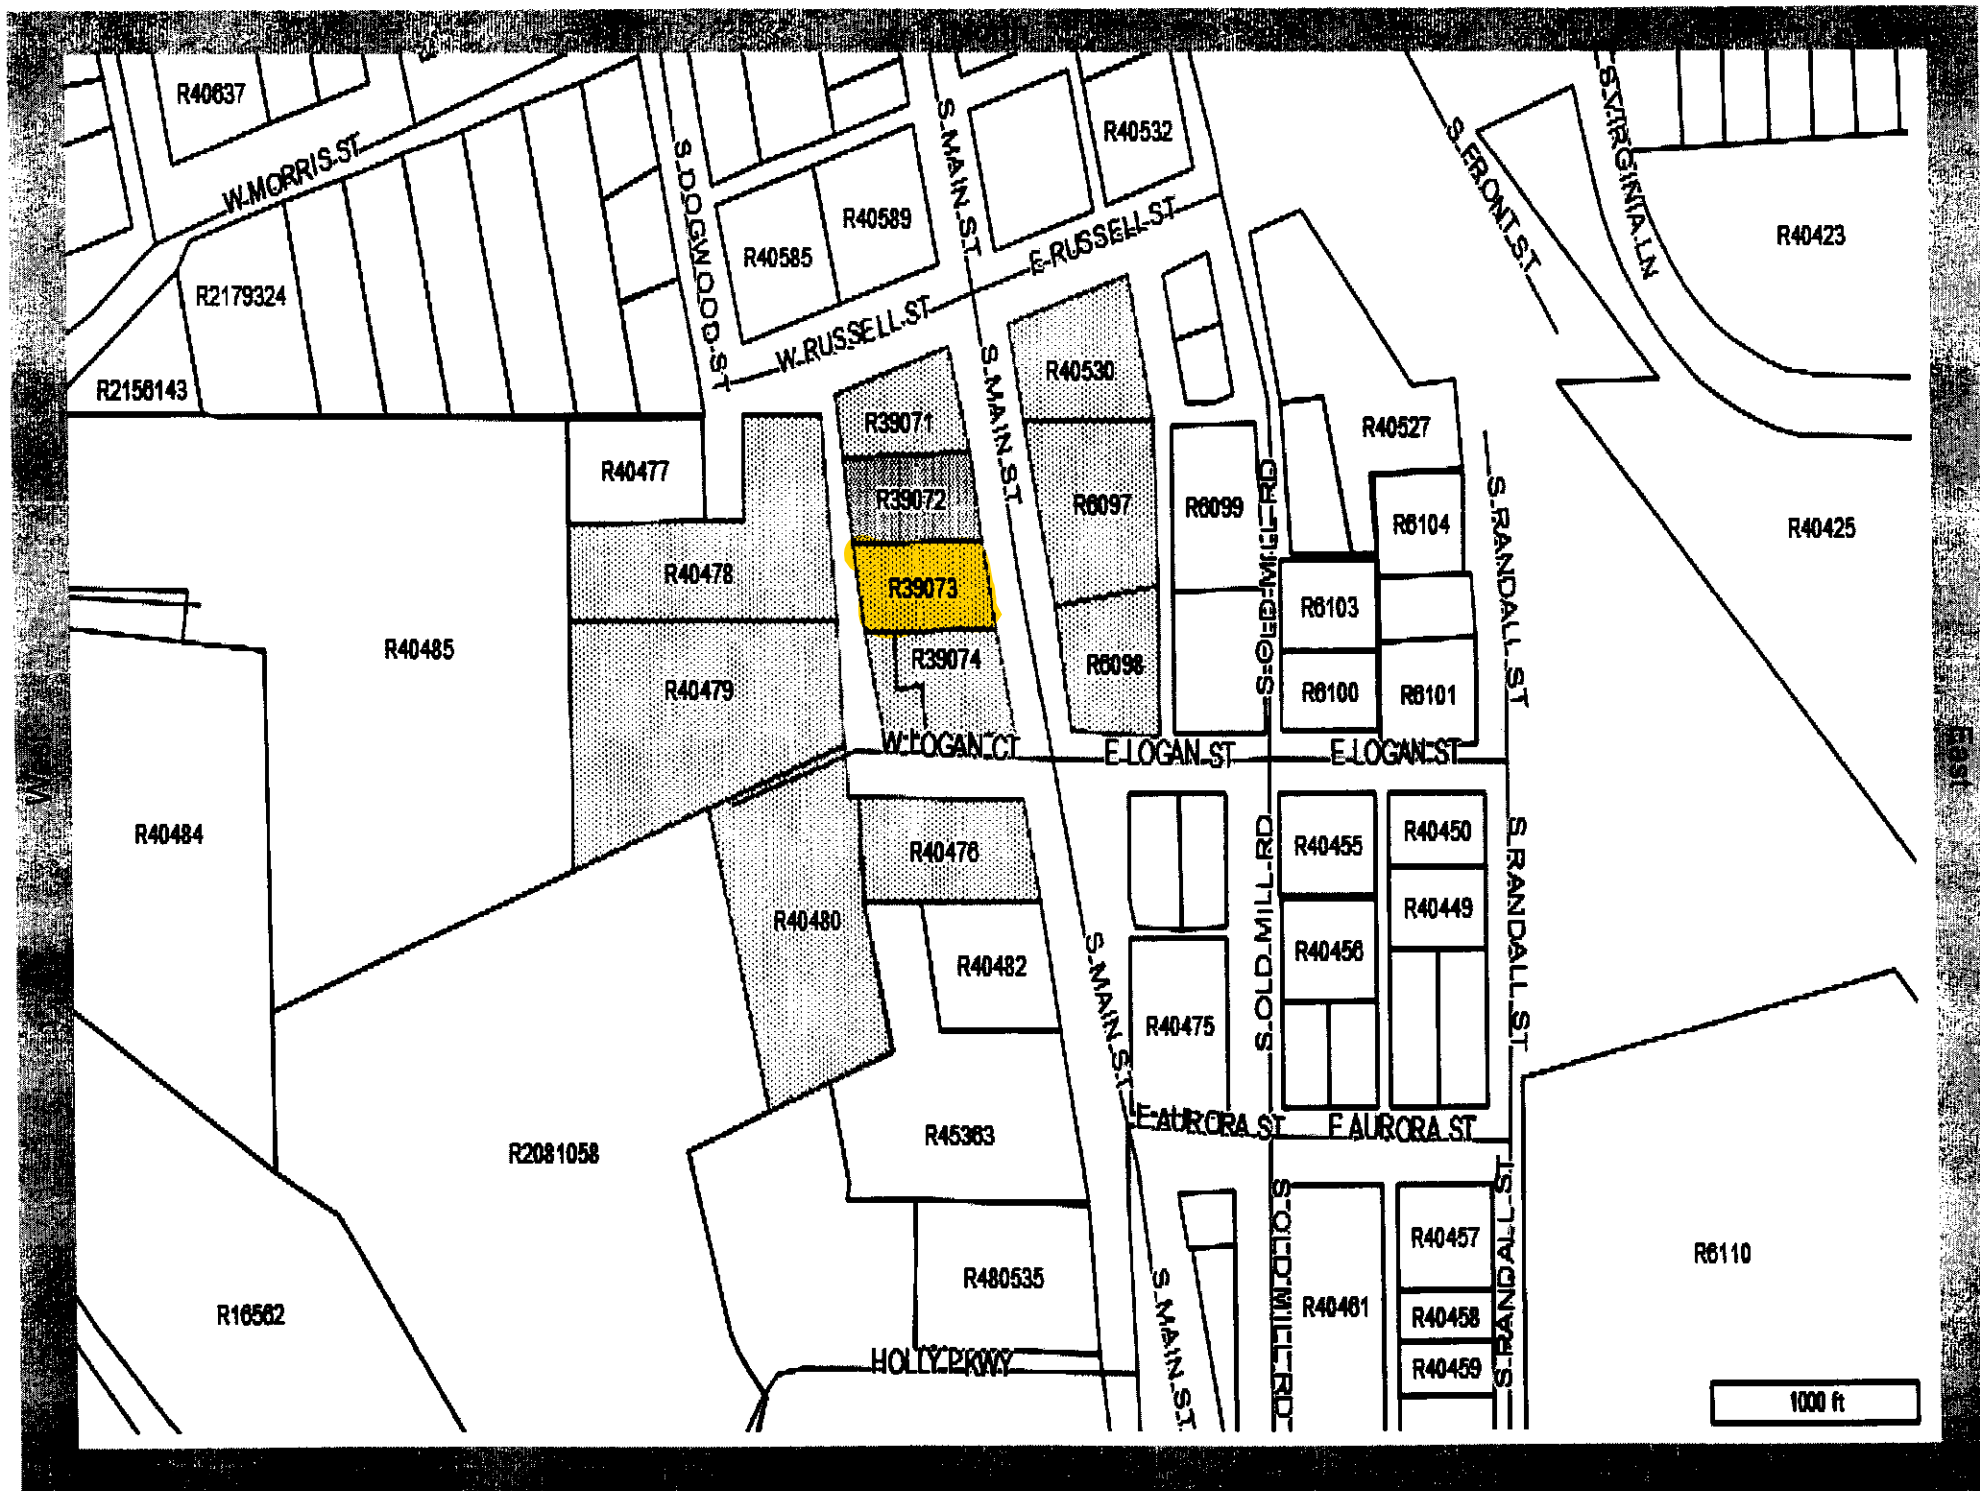 R40637
W. MORRIS ST
S. DOGWOOD ST
S. MAIN ST
R40532
S. FRONT ST
S. VIRGINIA LN
R40423
R40589
R40585
E RUSSELL ST
R2179324
W. RUSSELL ST
R2156143
R40530
S. MAIN ST
R39071
R40527
R40477
R39072
R6097
R6099
S OLD MILL RD
R6104
S. RANDALL ST
R40425
R40478
R39073
R6103
R40485
R39074
R6098
R40479
R6100
R6101
West
East
W. LOGAN CT
E LOGAN ST
E LOGAN ST
R40484
R40476
R40455
R40450
S. RANDALL ST
R40480
R40449
S. OLD MILL RD
R40482
R40456
S. MAIN ST
R40475
E AURORA ST
E AURORA ST
R45363
R2081058
S OLD MILL RD
S. RANDALL ST
R40457
R6110
R480535
S. MAIN ST
R40461
R40458
R16562
HOLLY PKWY
R40459
1000 ft